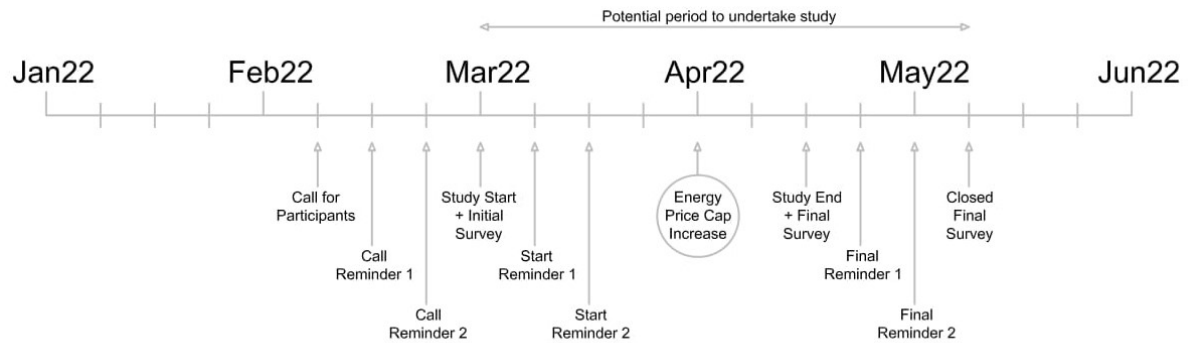 Potential period to undertake study
Jan22
Feb22
Mar22
Apr22
May22
Jun22
Call for
Participants
Call
Reminder 1
Call
Reminder 2
Study Start
+ Initial
Survey
Start
Reminder 1
Start
Reminder 2
Energy
Price Cap
Increase
Study End
+ Final
Survey
Final
Reminder 1
Final
Reminder 2
Closed
Final
Survey